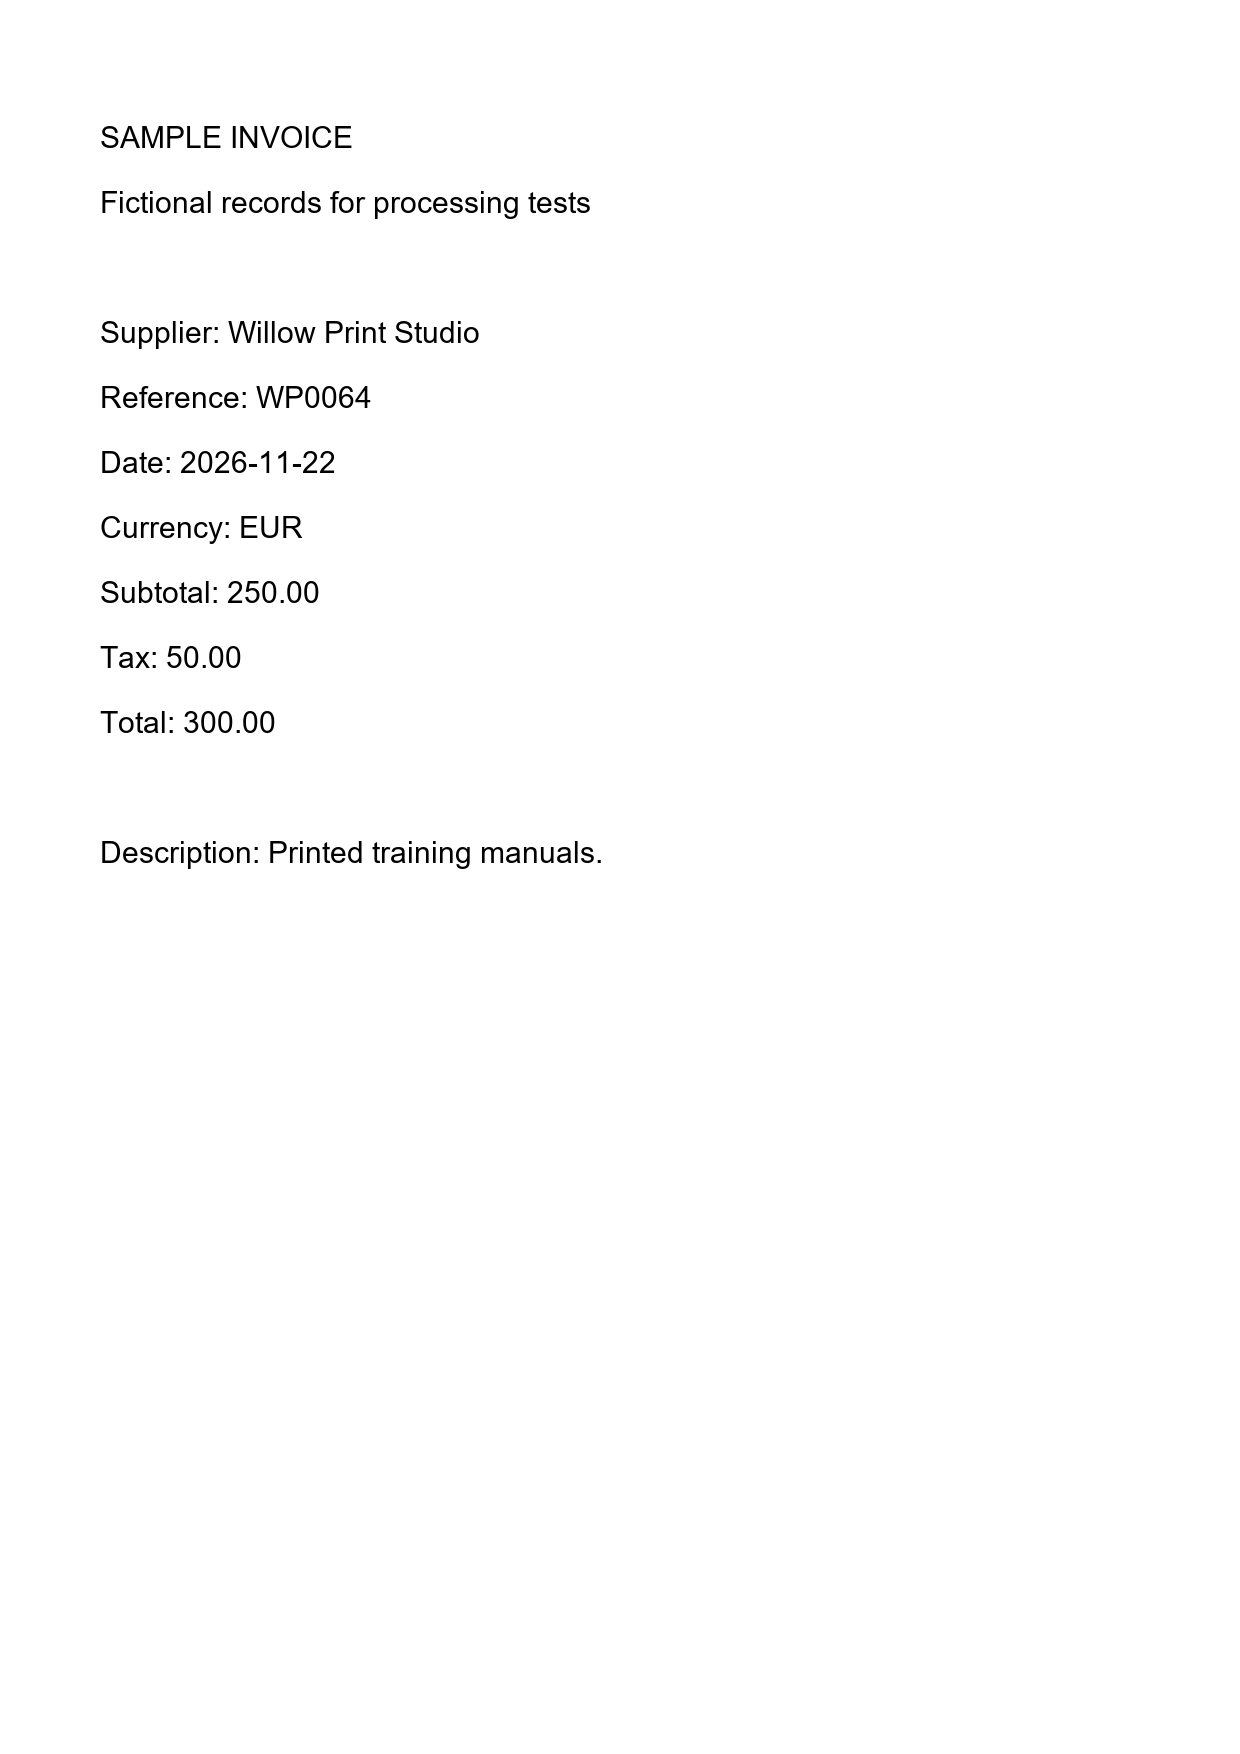 SAMPLE INVOICE
Fictional records for processing tests
Supplier: Willow Print Studio
Reference: WP0064
Date: 2026-11-22
Currency: EUR
Subtotal: 250.00
Tax: 50.00
Total: 300.00
Description: Printed training manuals.